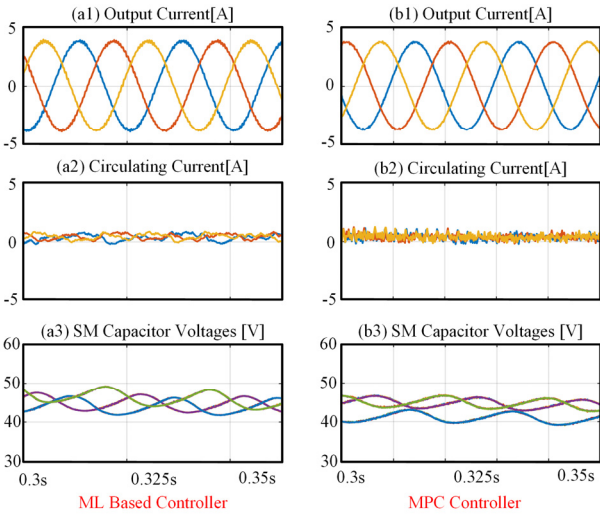 (a1) Output Current[A]
(b1) Output Current[A]
5
0
-5
5
0
-5
(a2) Circulating Current[A]
(b2) Circulating Current[A]
5
0
-5
5
0
-5
(a3) SM Capacitor Voltages [V]
(b3) SM Capacitor Voltages [V]
60
50
40
30
60
50
40
30
0.3s 0.325s 0.35s
0.3s 0.325s 0.35s
ML Based Controller
MPC Controller